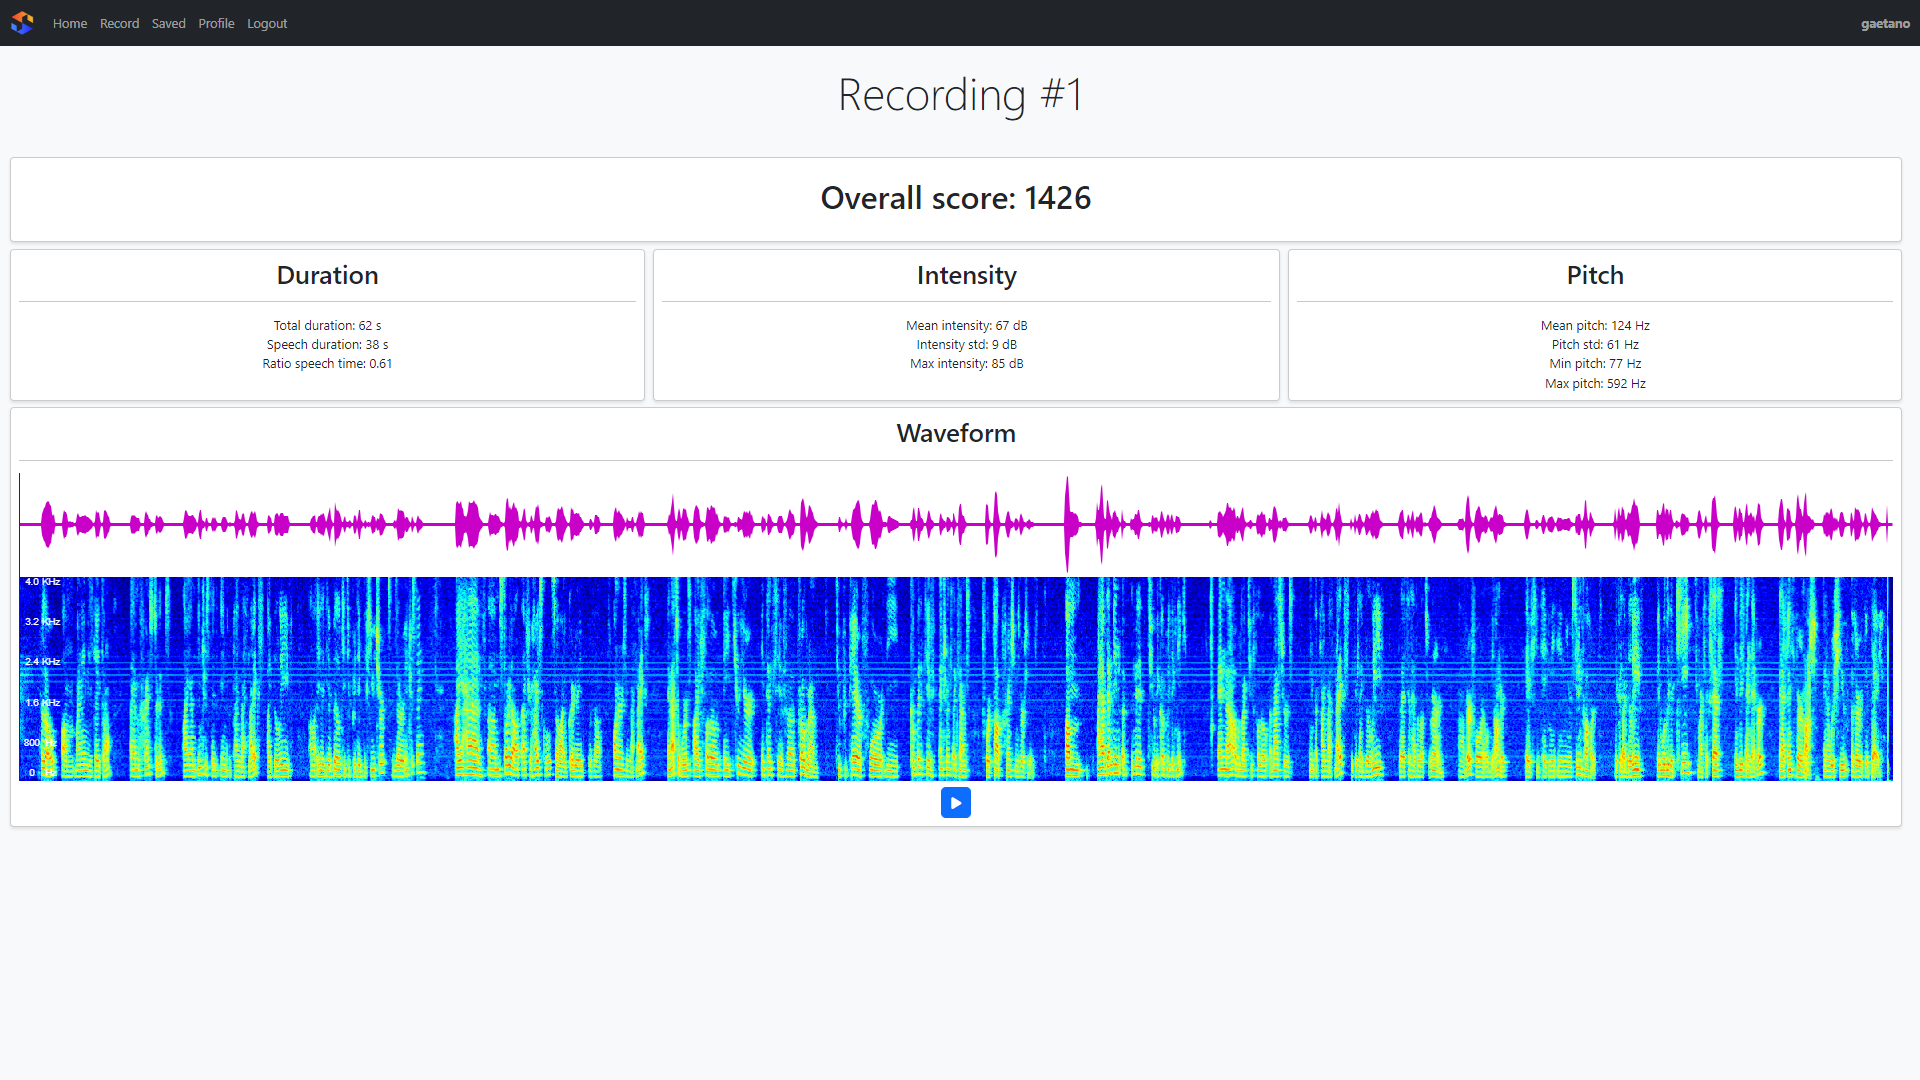 Home Record Saved Profile Logout gaetano
Recording #1
Overall score: 1426
Duration
Total duration: 62 s
Speech duration: 38 s
Ratio speech time: 0.61
Intensity
Mean intensity: 67 dB
Intensity std: 9 dB
Max intensity: 85 dB
Pitch
Mean pitch: 124 Hz
Pitch std: 61 Hz
Min pitch: 77 Hz
Max pitch: 592 Hz
Waveform
4.0 KHz
3.2 KHz
2.4 KHz
1.6 KHz
800 Hz
0 Hz